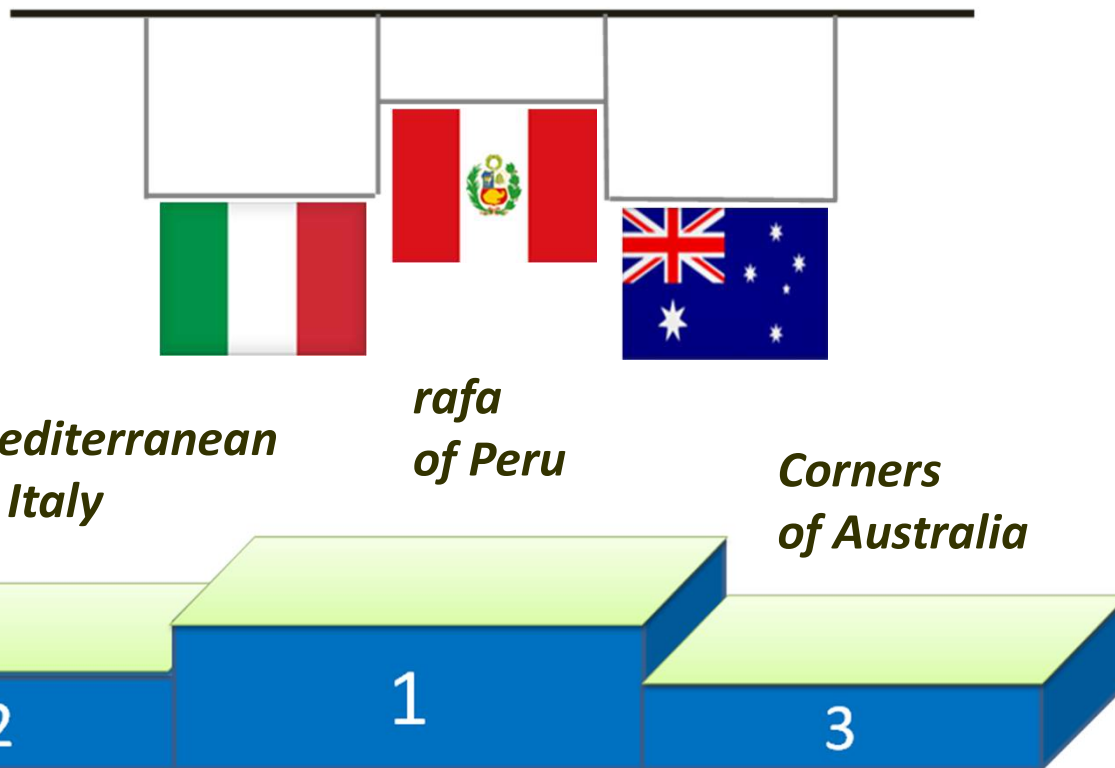 rafa
of Peru
editerranean
Italy
Corners
of Australia
1
2
3